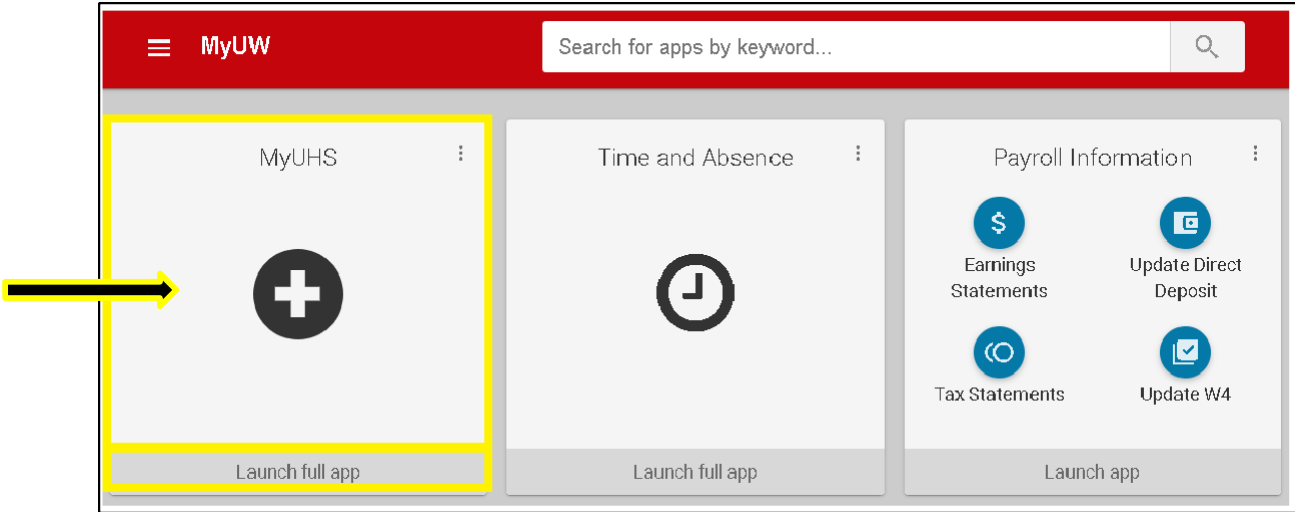 MyUW
Search for apps by keyword...
MyUHS
Launch full app
Time and Absence
Launch full app
Payroll Information
Earnings
Statements
Update Direct
Deposit
Tax Statements
Update W4
Launch app